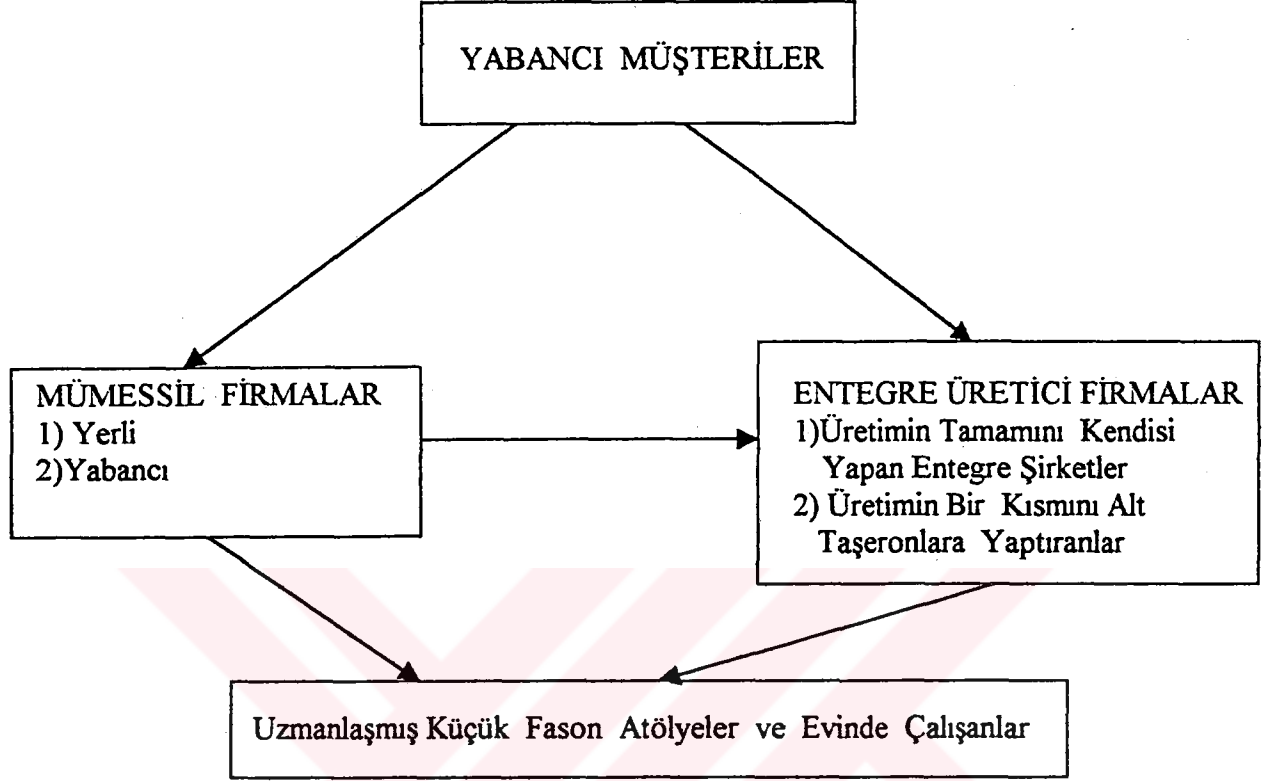 YABANCI MÜŞTERİLER
MÜMESSİL FİRMALAR
1) Yerli
2)Yabancı
ENTEGRE ÜRETİCİ FİRMALAR
1)Üretimin Tamamını Kendisi
Yapan Entegre Şirketler
2) Üretimin Bir Kısmını Alt
Taşeronlara Yaptıranlar
Uzmanlaşmış Küçük Fason Atölyeler ve Evinde Çalışanlar